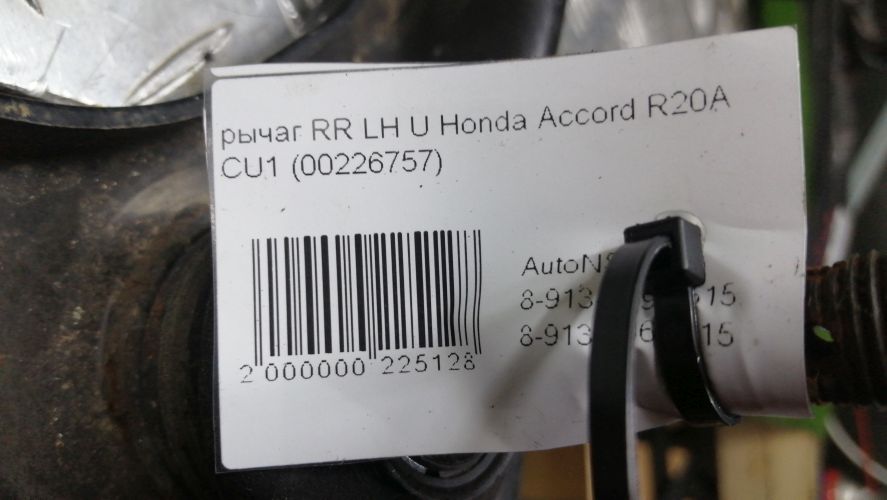 рычаг RR LH U Honda Accord R20A
CU1 (00226757)
2 000000 225128